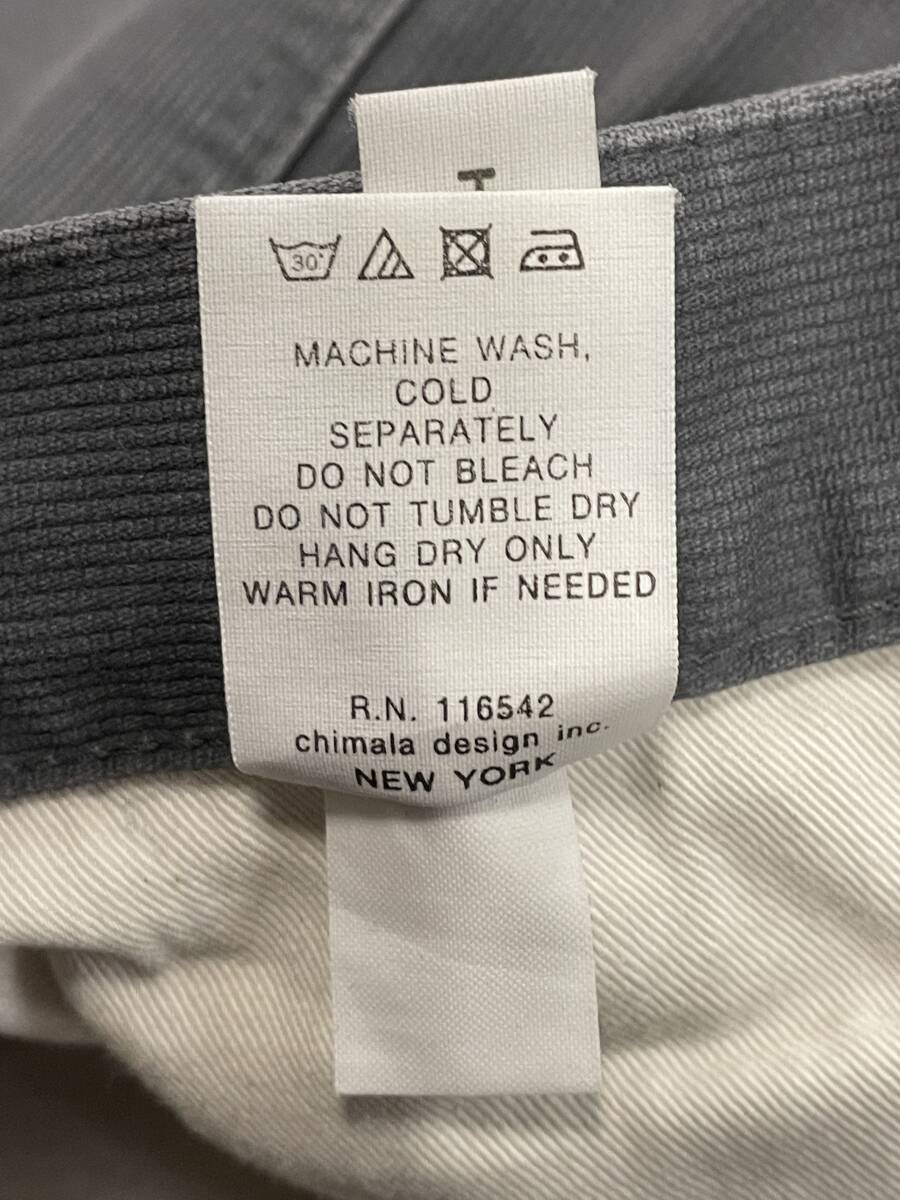 T
30°
MACHINE WASH,
COLD
SEPARATELY
DO NOT BLEACH
DO NOT TUMBLE DRY
HANG DRY ONLY
WARM IRON IF NEEDED
R.N. 116542
chimala design inc.
NEW YORK